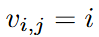 v_{i,j} = i